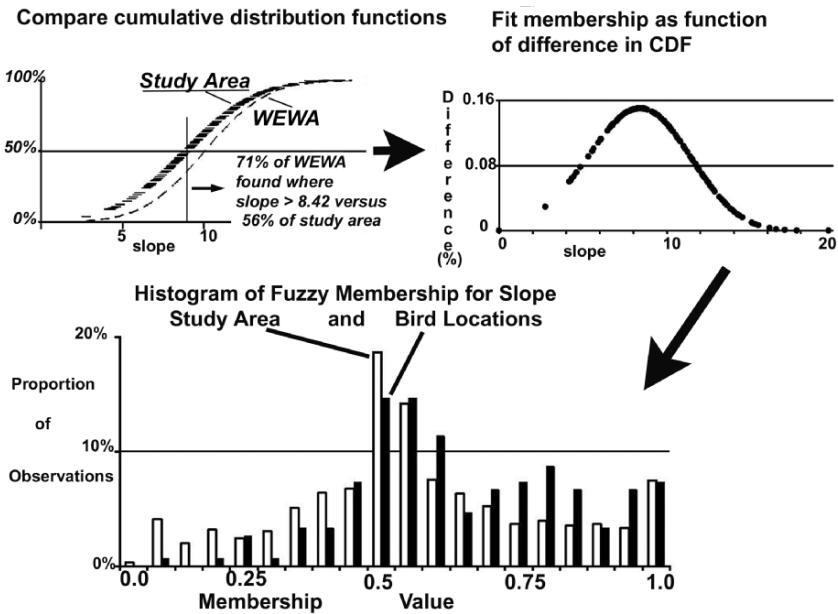 Compare cumulative distribution functions
100%
Study Area
WEWA
50%
71% of WEWA
found where
slope > 8.42 versus
56% of study area
0%
5
10
slope
Fit membership as function
of difference in CDF
Difference
(%)
0.16
0.08
0
0
10
20
slope
Histogram of Fuzzy Membership for Slope
Study Area and Bird Locations
20%
Proportion
of
10%
Observations
0%
0.0
0.25
0.5
0.75
1.0
Membership Value